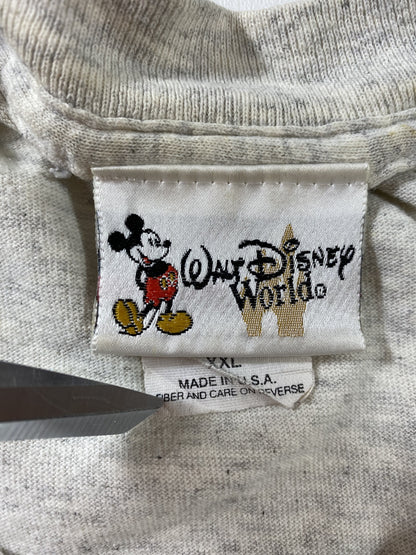 Walt Disney
World®
XXL
MADE IN U.S.A.
FIBER AND CARE ON REVERSE